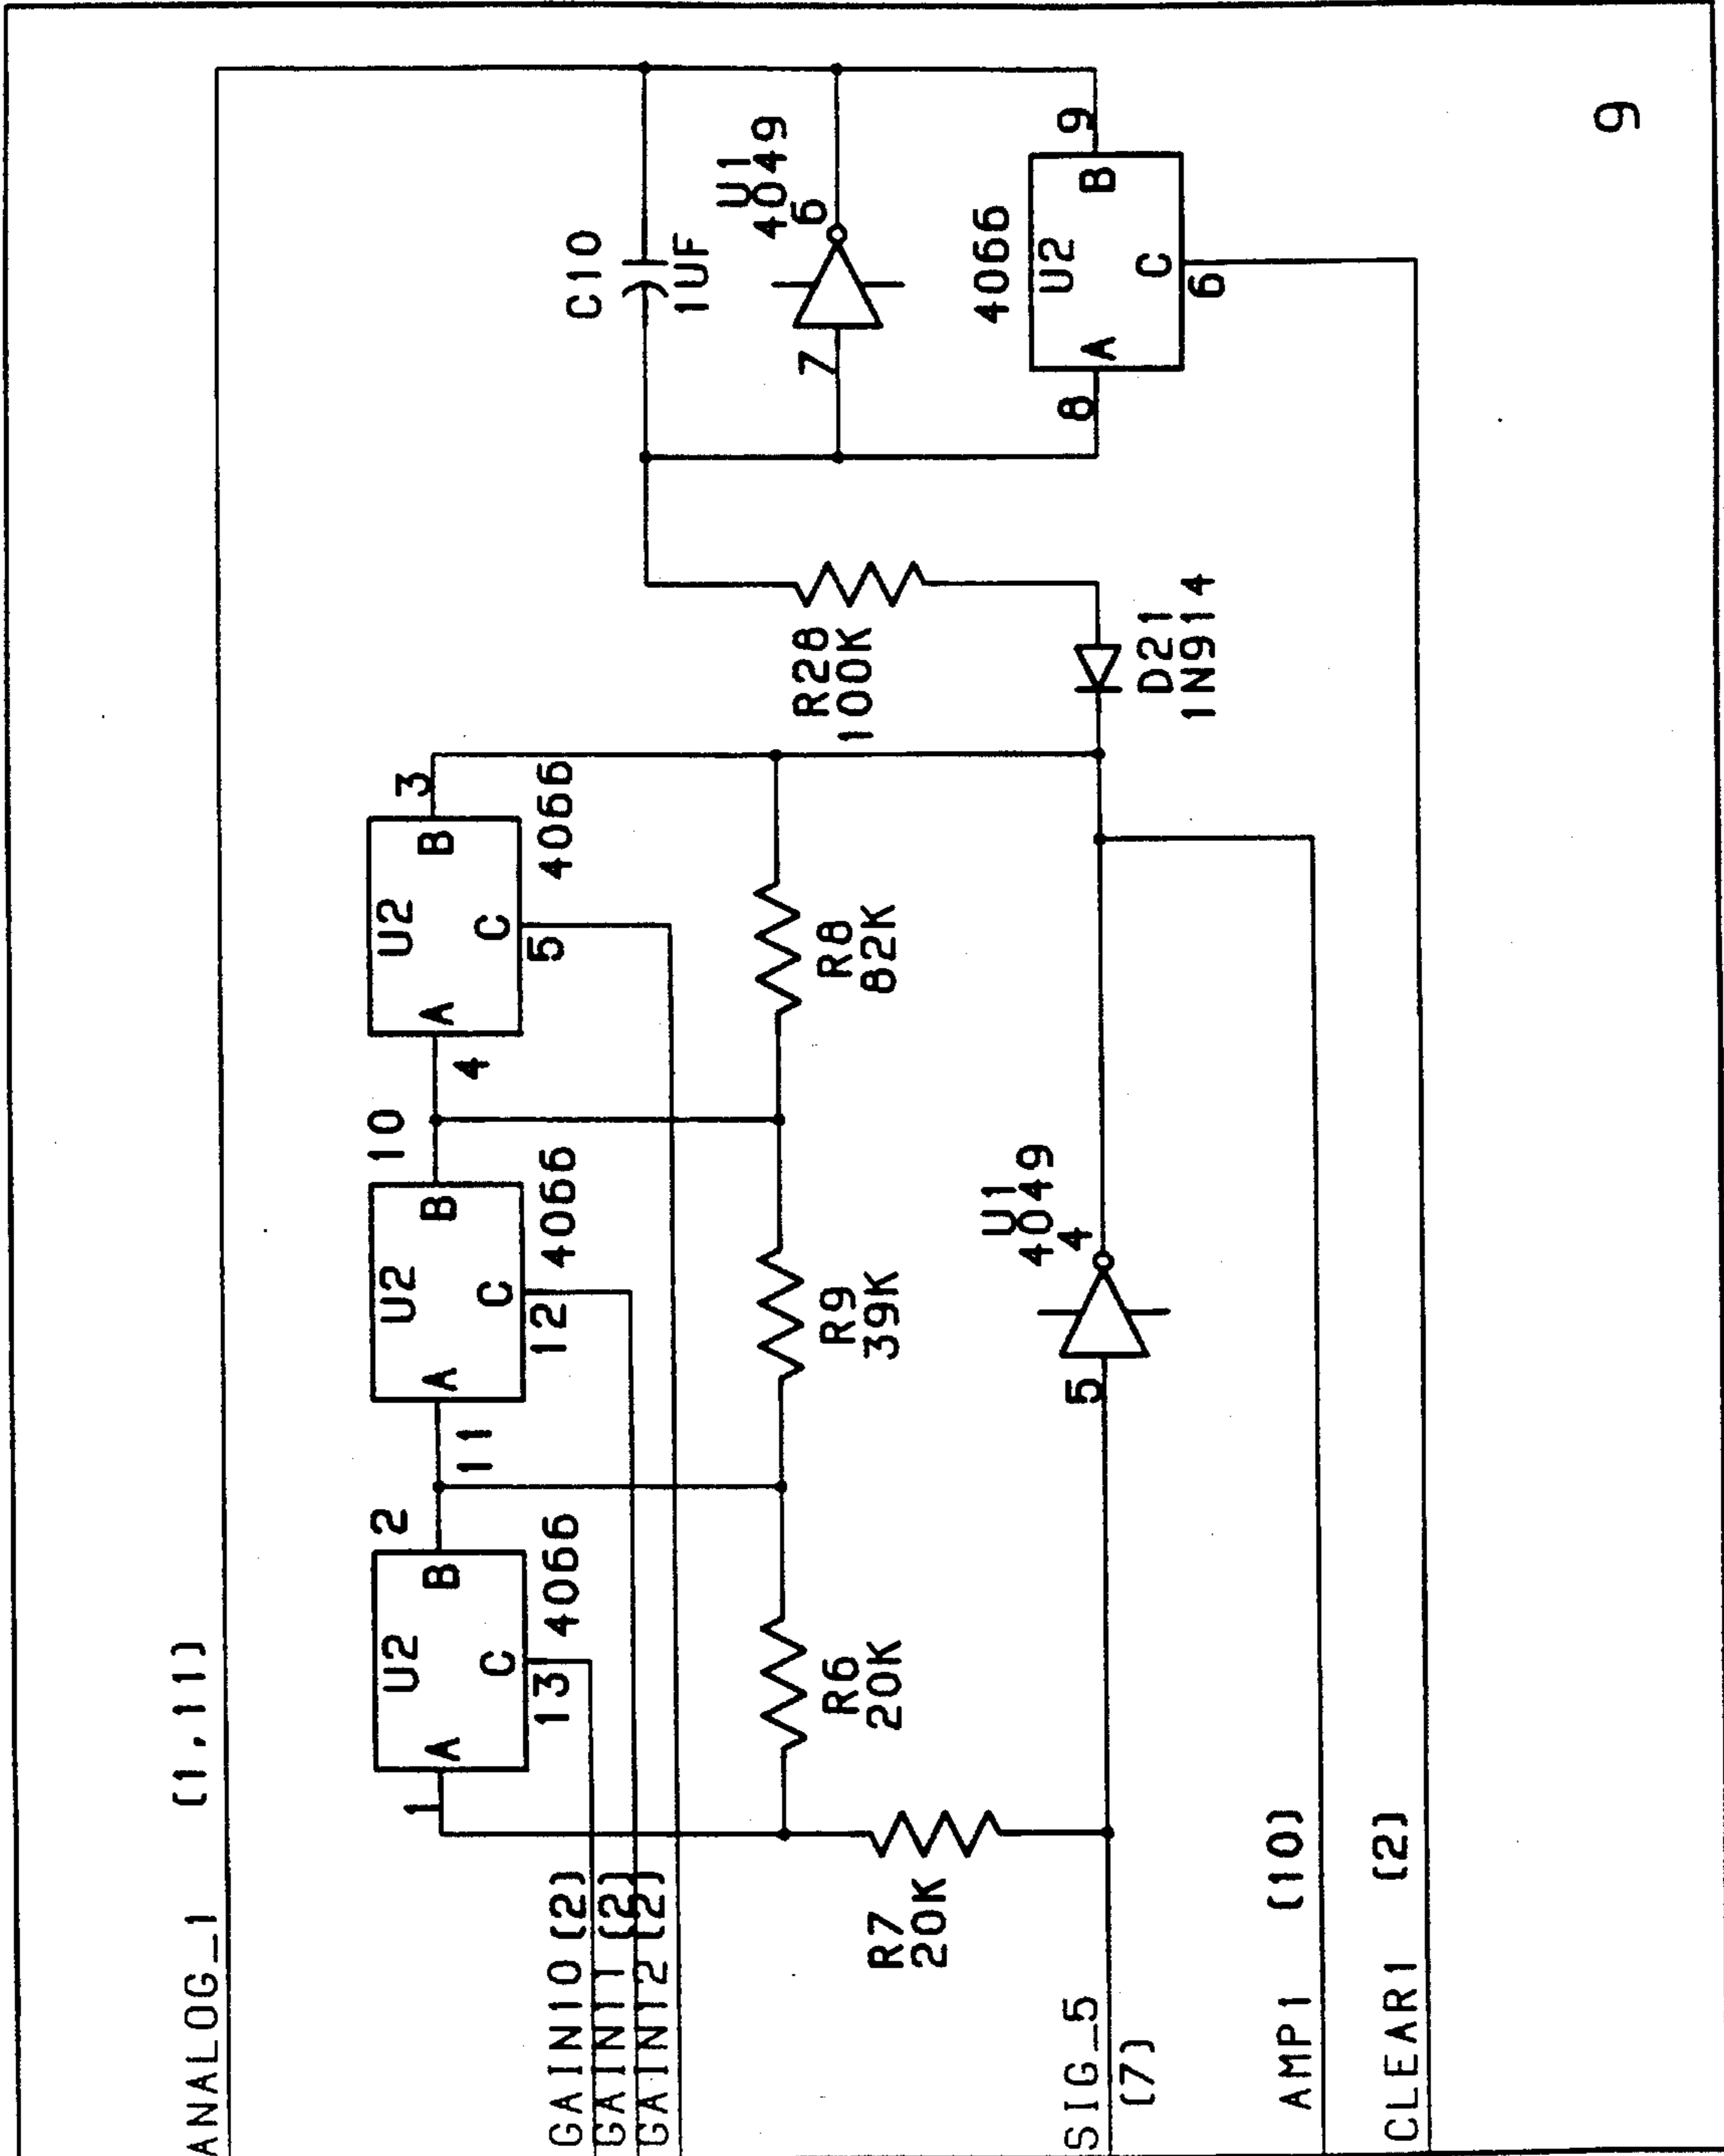 ANALOG_1 (1,11)
GAIN10 (2)
GAIN11 (2)
GAIN12 (2)
1
A
U2
C
B
2
13
4066
11
A
U2
C
B
10
12
4066
4
A
U2
C
B
3
5
4066
R6
20K
R9
39K
R8
82K
R7
20K
SIG_5
(7)
5
U1
4049
4
R28
100K
D21
1N914
C10
1UF
7
U1
4049
6
4066
U2
8
A
B
9
C
6
AMP1 (10)
CLEAR1 (2)
9